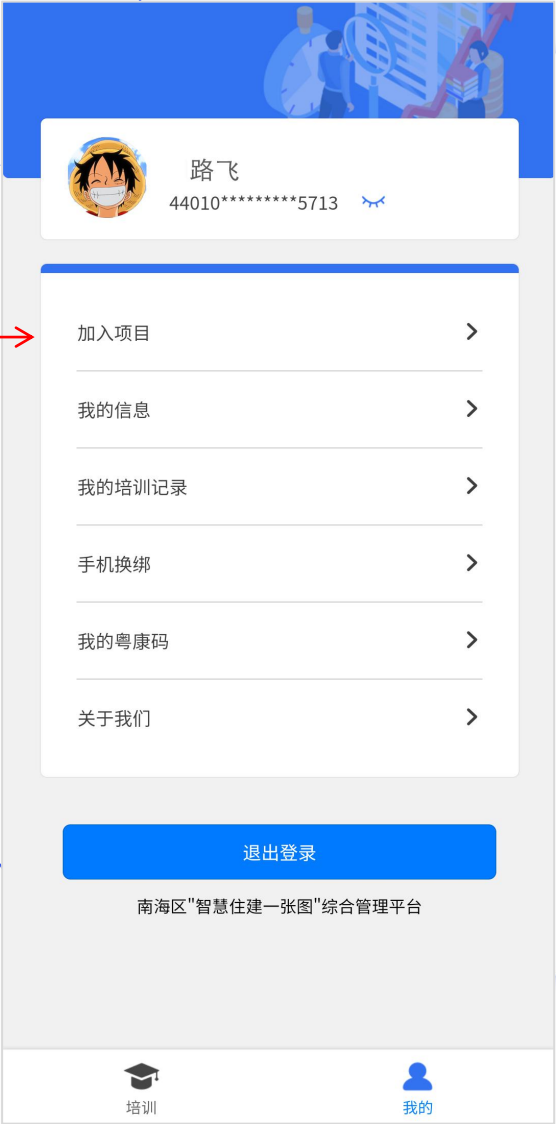 路飞
44010*********5713
加入项目
我的信息
我的培训记录
手机换绑
我的粤康码
关于我们
退出登录
南海区"智慧住建一张图"综合管理平台
培训
我的